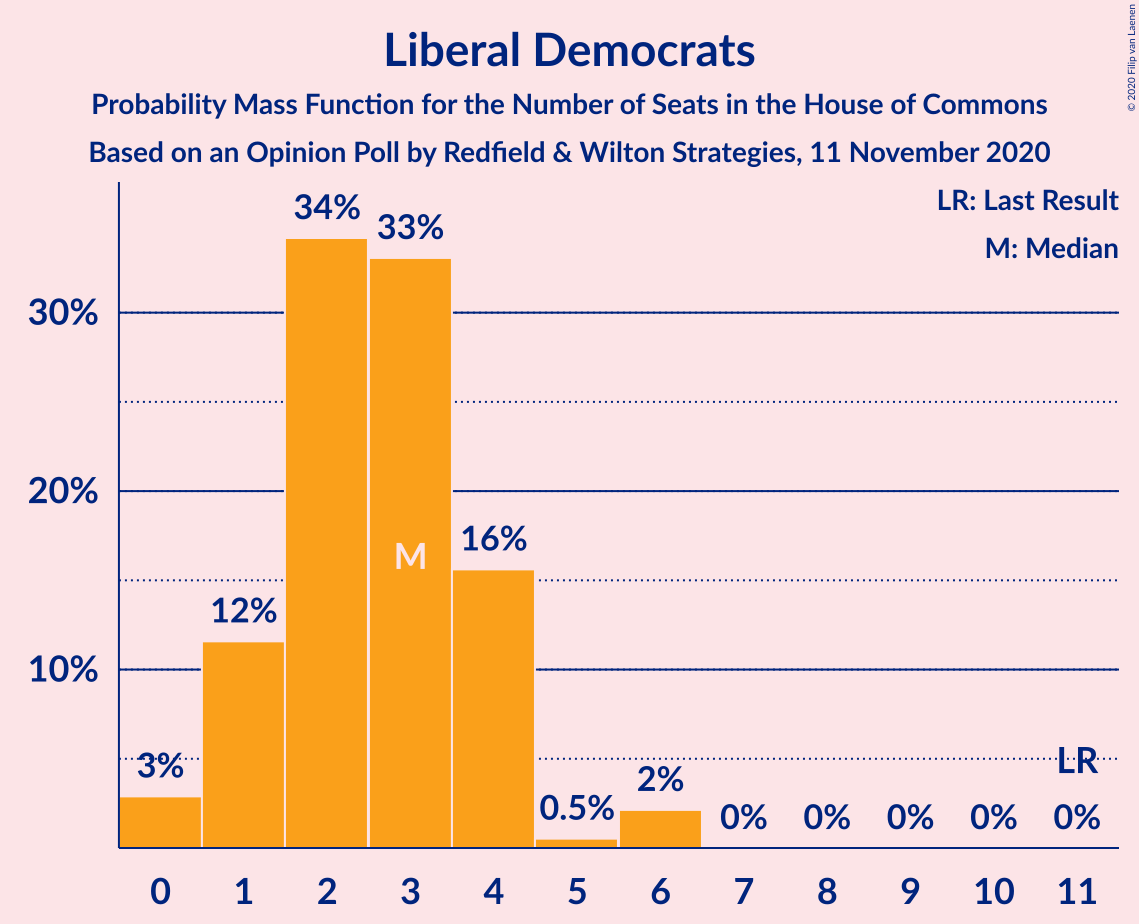 Liberal Democrats
Probability Mass Function for the Number of Seats in the House of Commons
Based on an Opinion Poll by Redfield & Wilton Strategies, 11 November 2020
© 2020 Filip van Laenen
LR: Last Result
M: Median
34%
33%
30%
20%
16%
M
12%
10%
3%
LR
2%
0.5%
0%
0%
0%
0%
0%
0 1 2 3 4 5 6 7 8 9 10 11